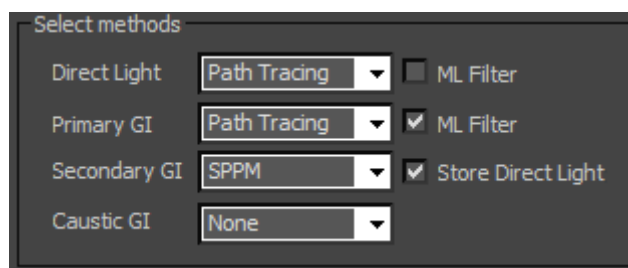 Select methods
Direct Light Path Tracing ML Filter
Primary GI Path Tracing ML Filter
Secondary GI SPPM Store Direct Light
Caustic GI None